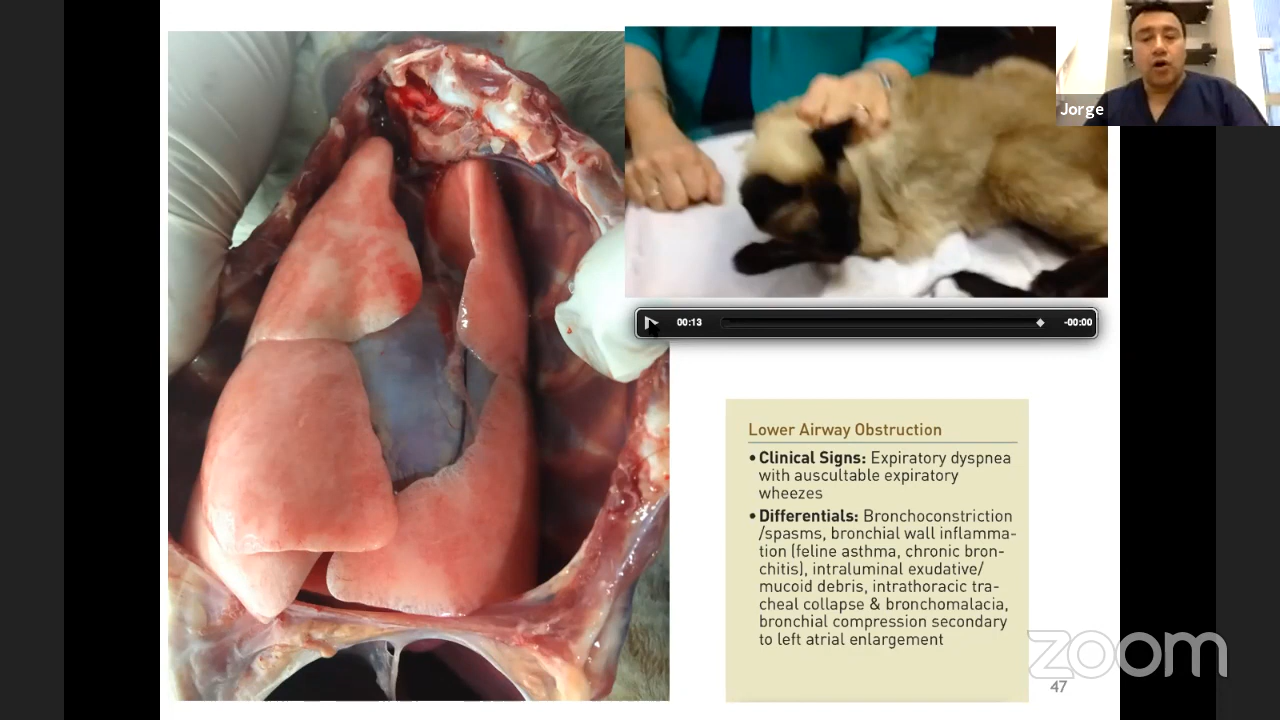 Jorge
00:13
-00:00
Lower Airway Obstruction
• Clinical Signs: Expiratory dyspnea
with auscultable expiratory
wheezes
• Differentials: Bronchoconstriction
/spasms, bronchial wall inflamma-
tion (feline asthma, chronic bron-
chitis), intraluminal exudative/
mucoid debris, intrathoracic tra-
cheal collapse & bronchomalacia,
bronchial compression secondary
to left atrial enlargement
zoom
47